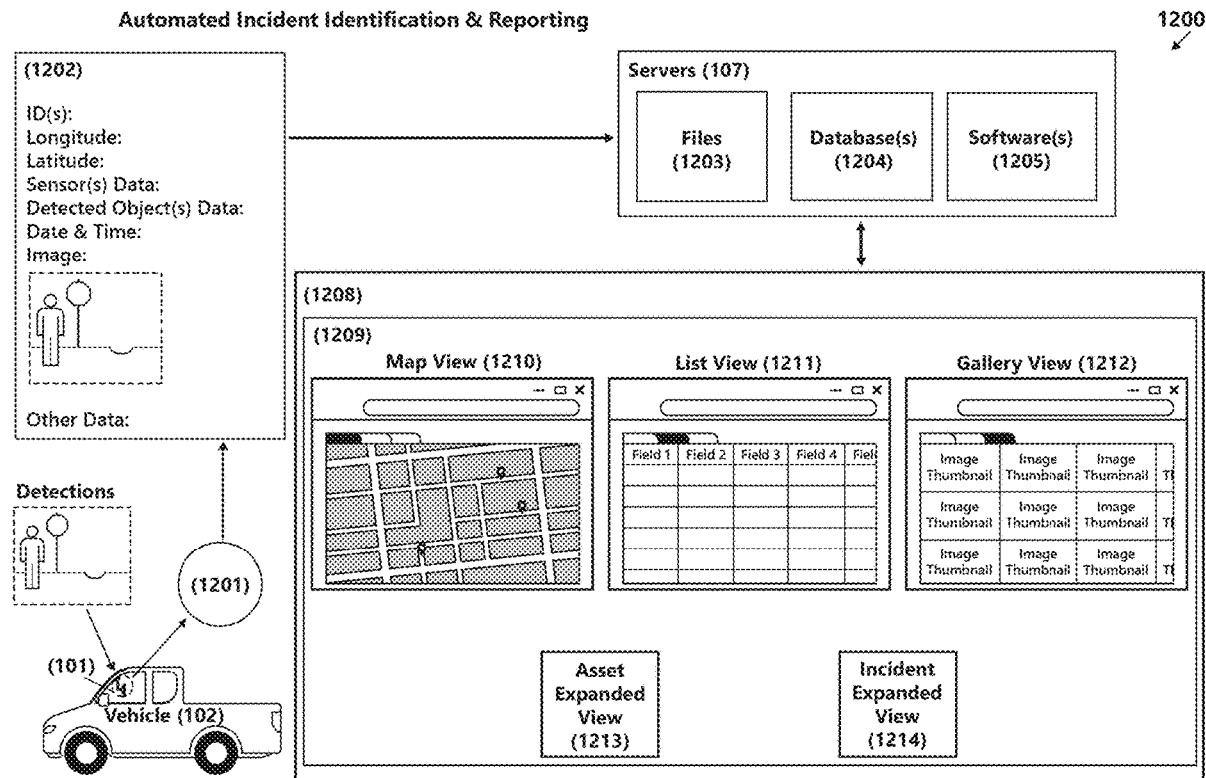 Automated Incident Identification & Reporting
1200
(1202)
ID(s):
Longitude:
Latitude:
Sensor(s) Data:
Detected Object(s) Data:
Date & Time:
Image:
Other Data:
Servers (107)
Files
(1203)
Database(s)
(1204)
Software(s)
(1205)
Detections
(1201)
(101)
Vehicle (102)
(1208)
(1209)
Map View (1210)
List View (1211)
Field 1 Field 2 Field 3 Field 4 Fiel
Gallery View (1212)
Image Image Image
Thumbnail Thumbnail Thumbnail Tl
Image Image Image
Thumbnail Thumbnail Thumbnail Tl
Image Image Image
Thumbnail Thumbnail Thumbnail Tl
Asset
Expanded
View
(1213)
Incident
Expanded
View
(1214)